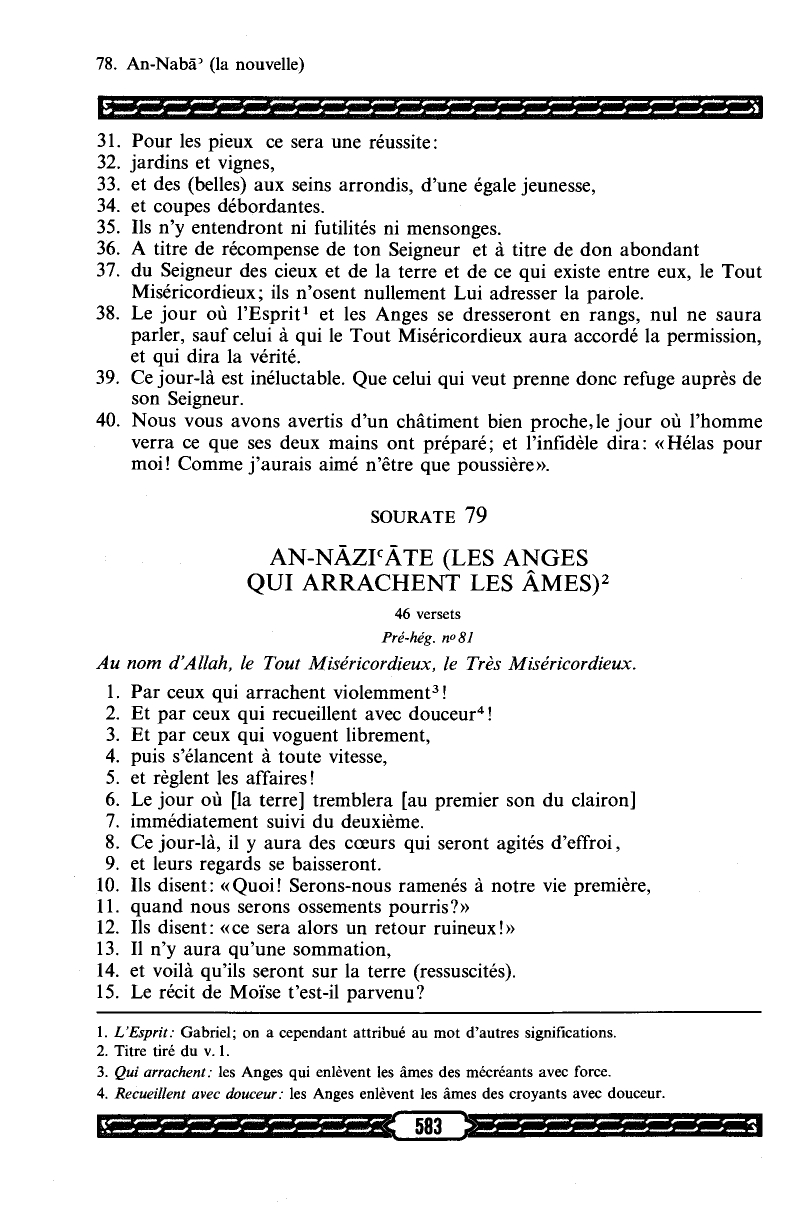 78. An-Nabāʾ (la nouvelle)
31. Pour les pieux ce sera une réussite:
32. jardins et vignes,
33. et des (belles) aux seins arrondis, d'une égale jeunesse,
34. et coupes débordantes.
35. Ils n'y entendront ni futilités ni mensonges.
36. A titre de récompense de ton Seigneur et à titre de don abondant
37. du Seigneur des cieux et de la terre et de ce qui existe entre eux, le Tout
Miséricordieux; ils n'osent nullement Lui adresser la parole.
38. Le jour où l'Esprit¹ et les Anges se dresseront en rangs, nul ne saura
parler, sauf celui à qui le Tout Miséricordieux aura accordé la permission,
et qui dira la vérité.
39. Ce jour-là est inéluctable. Que celui qui veut prenne donc refuge auprès de
son Seigneur.
40. Nous vous avons avertis d'un châtiment bien proche,le jour où l'homme
verra ce que ses deux mains ont préparé; et l'infidèle dira: «Hélas pour
moi! Comme j'aurais aimé n'être que poussière».
SOURATE 79
AN-NĀZIʿĀTE (LES ANGES
QUI ARRACHENT LES ÂMES)²
46 versets
Pré-hég. nº 81
Au nom d'Allah, le Tout Miséricordieux, le Très Miséricordieux.
1. Par ceux qui arrachent violemment³!
2. Et par ceux qui recueillent avec douceur⁴!
3. Et par ceux qui voguent librement,
4. puis s'élancent à toute vitesse,
5. et règlent les affaires!
6. Le jour où [la terre] tremblera [au premier son du clairon]
7. immédiatement suivi du deuxième.
8. Ce jour-là, il y aura des cœurs qui seront agités d'effroi,
9. et leurs regards se baisseront.
10. Ils disent: «Quoi! Serons-nous ramenés à notre vie première,
11. quand nous serons ossements pourris?»
12. Ils disent: «ce sera alors un retour ruineux!»
13. Il n'y aura qu'une sommation,
14. et voilà qu'ils seront sur la terre (ressuscités).
15. Le récit de Moïse t'est-il parvenu?
1. L'Esprit: Gabriel; on a cependant attribué au mot d'autres significations.
2. Titre tiré du v. 1.
3. Qui arrachent: les Anges qui enlèvent les âmes des mécréants avec force.
4. Recueillent avec douceur: les Anges enlèvent les âmes des croyants avec douceur.
583